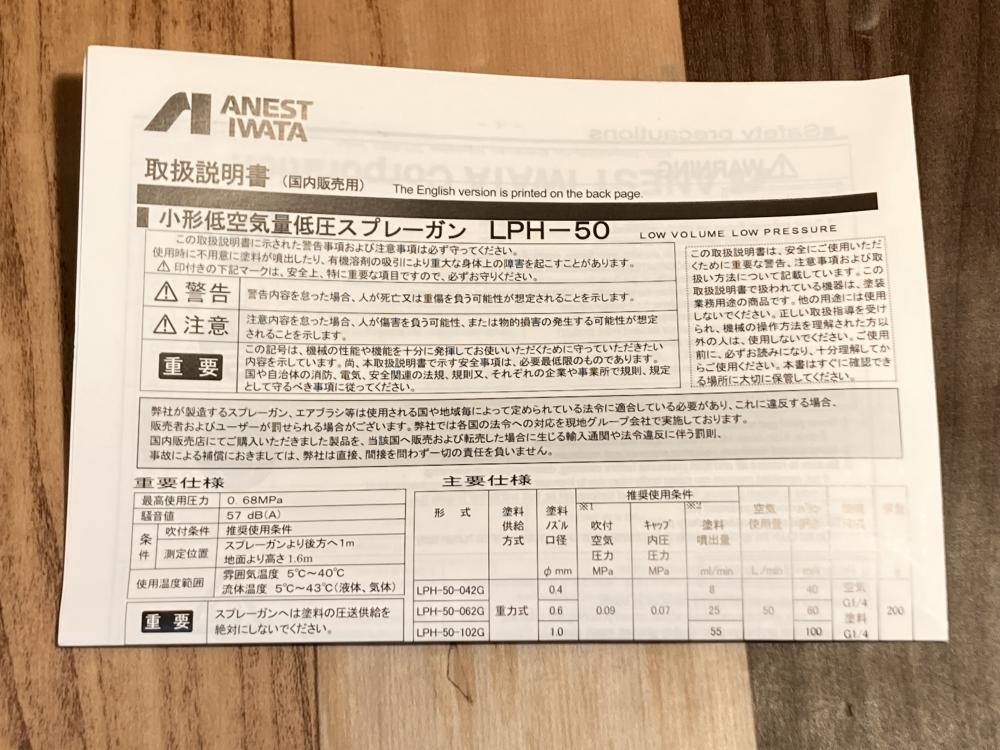 ANEST
IWATA
取扱説明書 (国内販売用) The English version is printed on the back page.
小形低空気量低圧スプレーガン LPH-50 LOW VOLUME LOW PRESSURE
この取扱説明書に示された警告事項および注意事項は必ず守ってください。
使用時に不用意に塗料が噴出したり、有機溶剤の吸引により重大な身体上の障害を起こすことがあります。
⚠印付きの下記マークは、安全上、特に重要な項目ですので、必ずお守りください。
⚠警告 警告内容を怠った場合、人が死亡又は重傷を負う可能性が想定されることを示します。
⚠注意 注意内容を怠った場合、人が傷害を負う可能性、または物的損害の発生する可能性が想定
されることを示します。
重要 この記号は、機械の性能や機能を十分に発揮してお使いいただくために守っていただきたい
内容を示しています。尚、本取扱説明書で示す安全事項は、必要最低限のものであります。
国や自治体の消防、電気、安全関連の法規、規則又、それぞれの企業や事業所で規則、規定
として守るべき事項に従ってください。
この取扱説明書は、安全にご使用いただ
くために重要な警告、注意事項および取
扱い方法について記載しています。この
取扱説明書で扱われている機器は、塗装
業務用途の商品です。他の用途には使用
しないでください。正しい取扱指導を受け
られ、機械の操作方法を理解された方以
外の人は、使用しないでください。ご使用
前に、必ずお読みになり、十分理解してか
らご使用ください。本書はすぐに確認でき
る場所に大切に保管してください。
弊社が製造するスプレーガン、エアブラシ等は使用される国や地域毎によって定められている法令に適合している必要があり、これに違反する場合、
販売者およびユーザーが罰せられる場合がございます。弊社では各国の法令への対応を現地グループ会社で実施しております。
国内販売店にてご購入いただきました製品を、当該国へ販売および転売した場合に生じる輸入通関や法令違反に伴う罰則、
事故による補償におきましては、弊社は直接、間接を問わず一切の責任を負いません。
重要仕様
最高使用圧力 0.68MPa
騒音値 57 dB(A)
条件 吹付条件 推奨使用条件
測定位置 スプレーガンより後方へ1m
地面より高さ1.6m
使用温度範囲 雰囲気温度 5℃~40℃
流体温度 5℃~43℃(液体、気体)
重要 スプレーガンへは塗料の圧送供給を
絶対にしないでください。
主要仕様
推奨使用条件
形式 塗料供給方式 塗料ノズル口径 ※1吹付空気圧力 キャップ内圧圧力 ※2塗料噴出量 空気使用量
φmm MPa MPa ml/min L/min
LPH-50-042G 0.4 8 40 空気
G1/4
LPH-50-062G 重力式 0.6 0.09 0.07 25 50 80 塗料 200
LPH-50-102G 1.0 55 100 G1/4
⚠WARNING